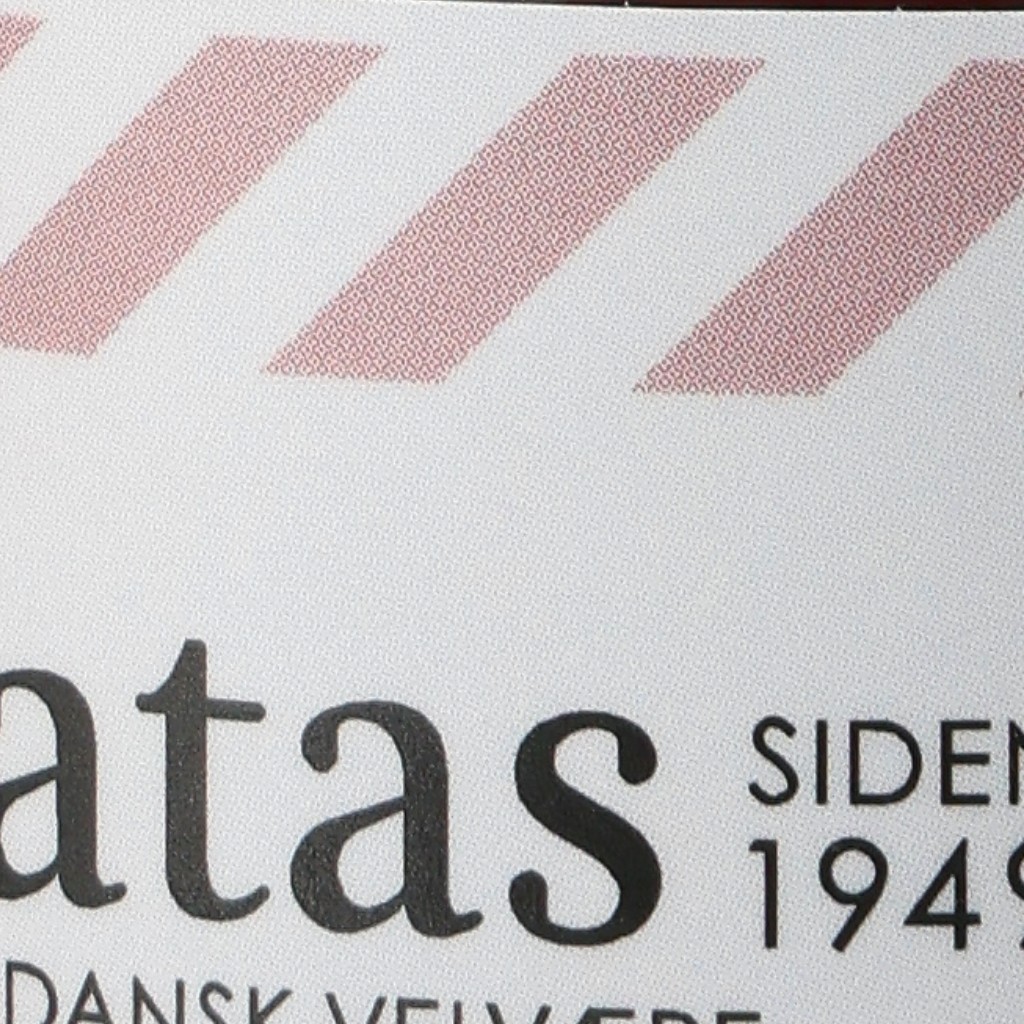 atas
SIDEN
1949
DANSK VELVÆRE